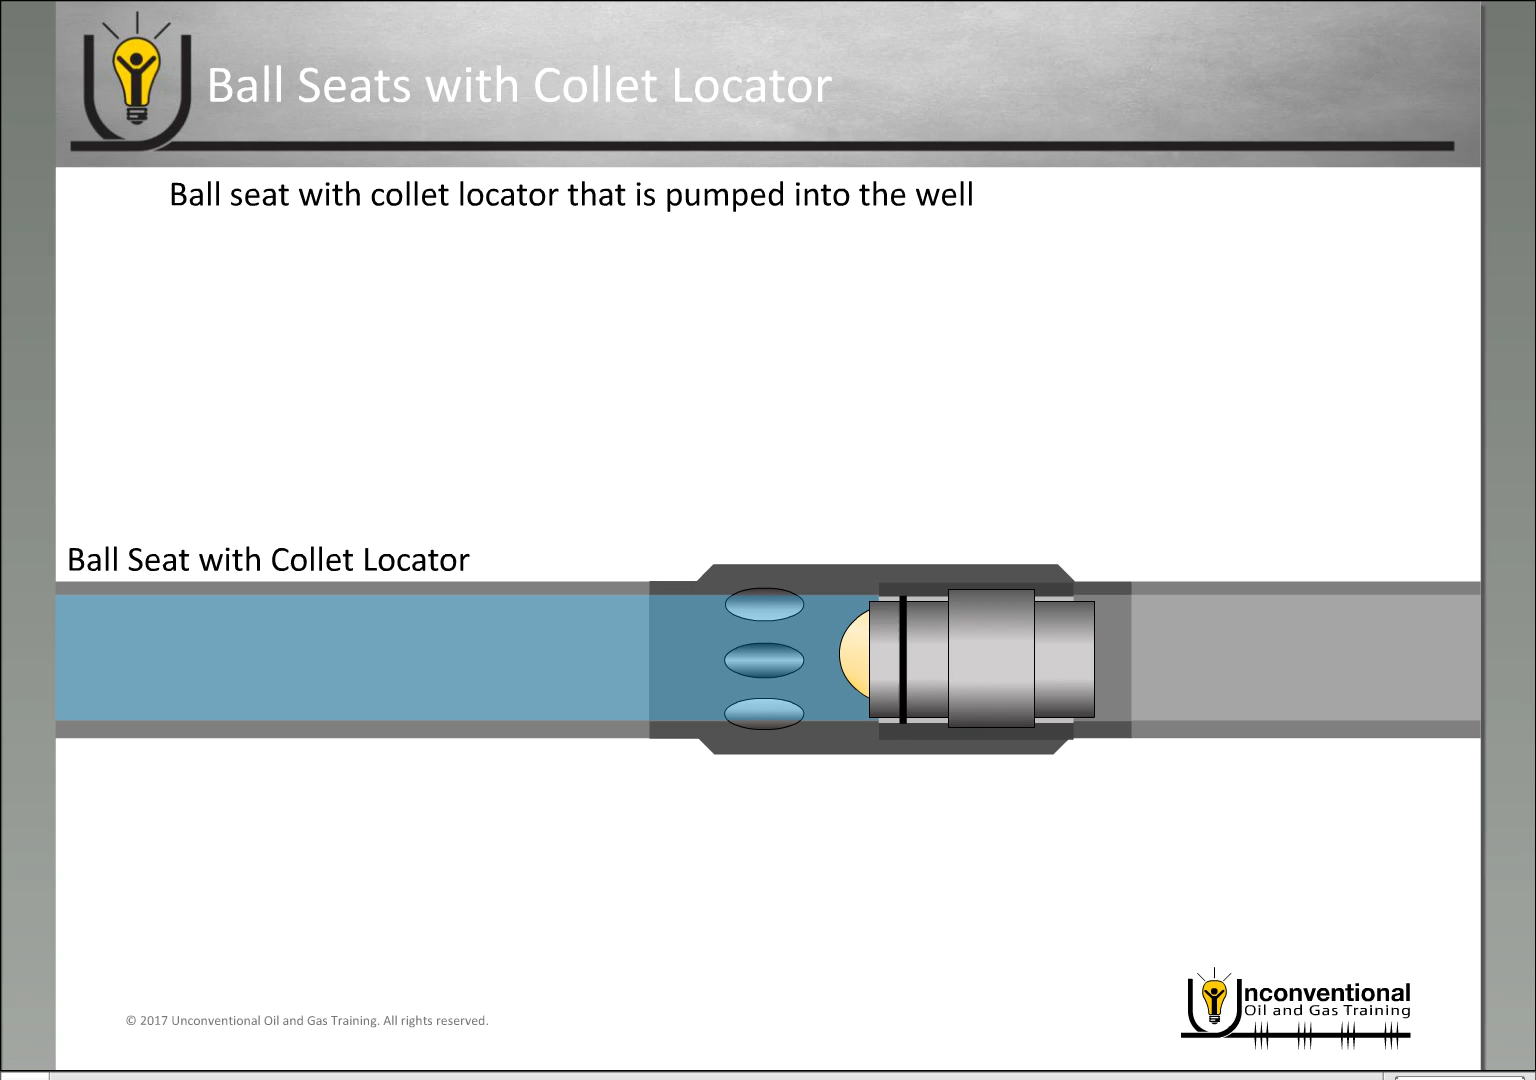 Ball Seats with Collet Locator
Ball seat with collet locator that is pumped into the well
Ball Seat with Collet Locator
© 2017 Unconventional Oil and Gas Training. All rights reserved.
Unconventional
Oil and Gas Training